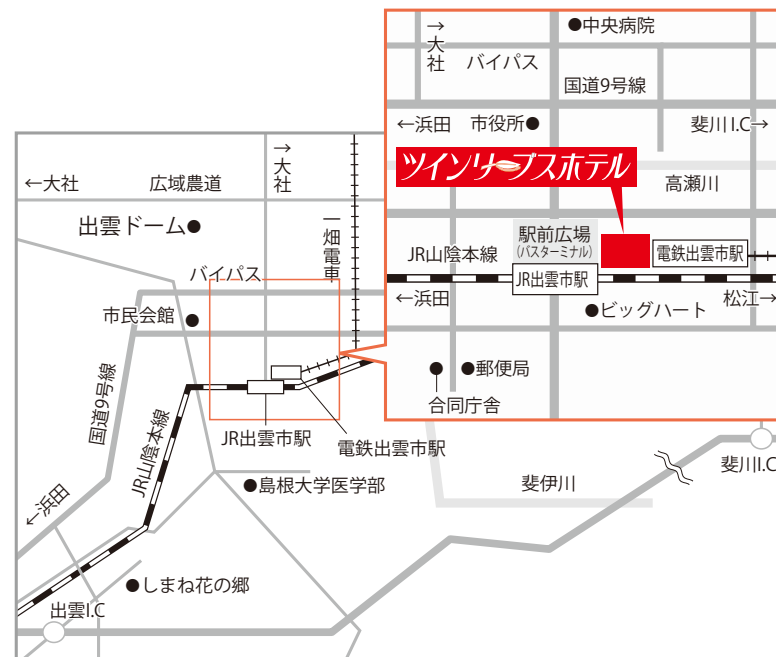 →大社
●中央病院
バイパス
国道9号線
←浜田
市役所●
斐川I.C→
ツインリーブスホテル
高瀬川
駅前広場
(バスターミナル)
電鉄出雲市駅
JR山陰本線
JR出雲市駅
←浜田
松江→
●ビッグハート
●郵便局
合同庁舎
→大社
←大社
広域農道
一畑電車
出雲ドーム●
バイパス
市民会館
国道9号線
JR山陰本線
JR出雲市駅
電鉄出雲市駅
斐川I.C
●島根大学医学部
斐伊川
←浜田
●しまね花の郷
出雲I.C